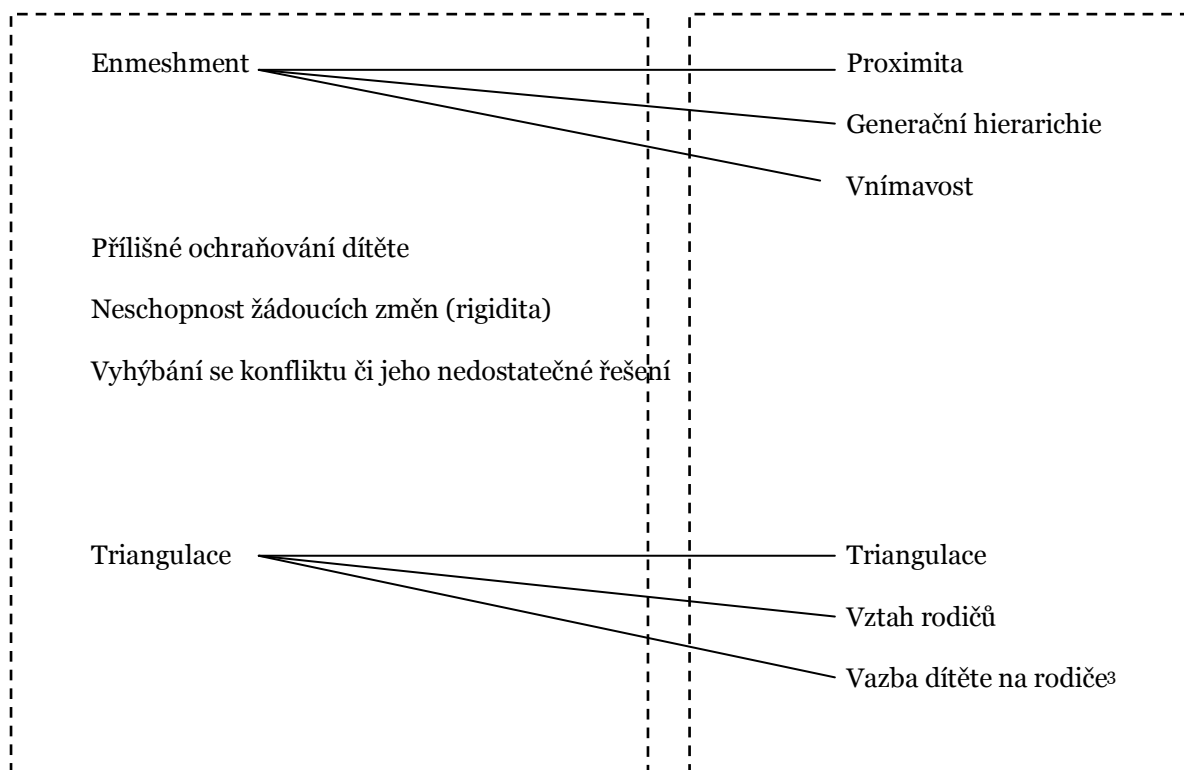 Enmeshment
Proximita
Generační hierarichie
Vnímavost
Přílišné ochraňování dítěte
Neschopnost žádoucích změn (rigidita)
Vyhýbání se konfliktu či jeho nedostatečné řešení
Triangulace
Triangulace
Vztah rodičů
Vazba dítěte na rodiče3